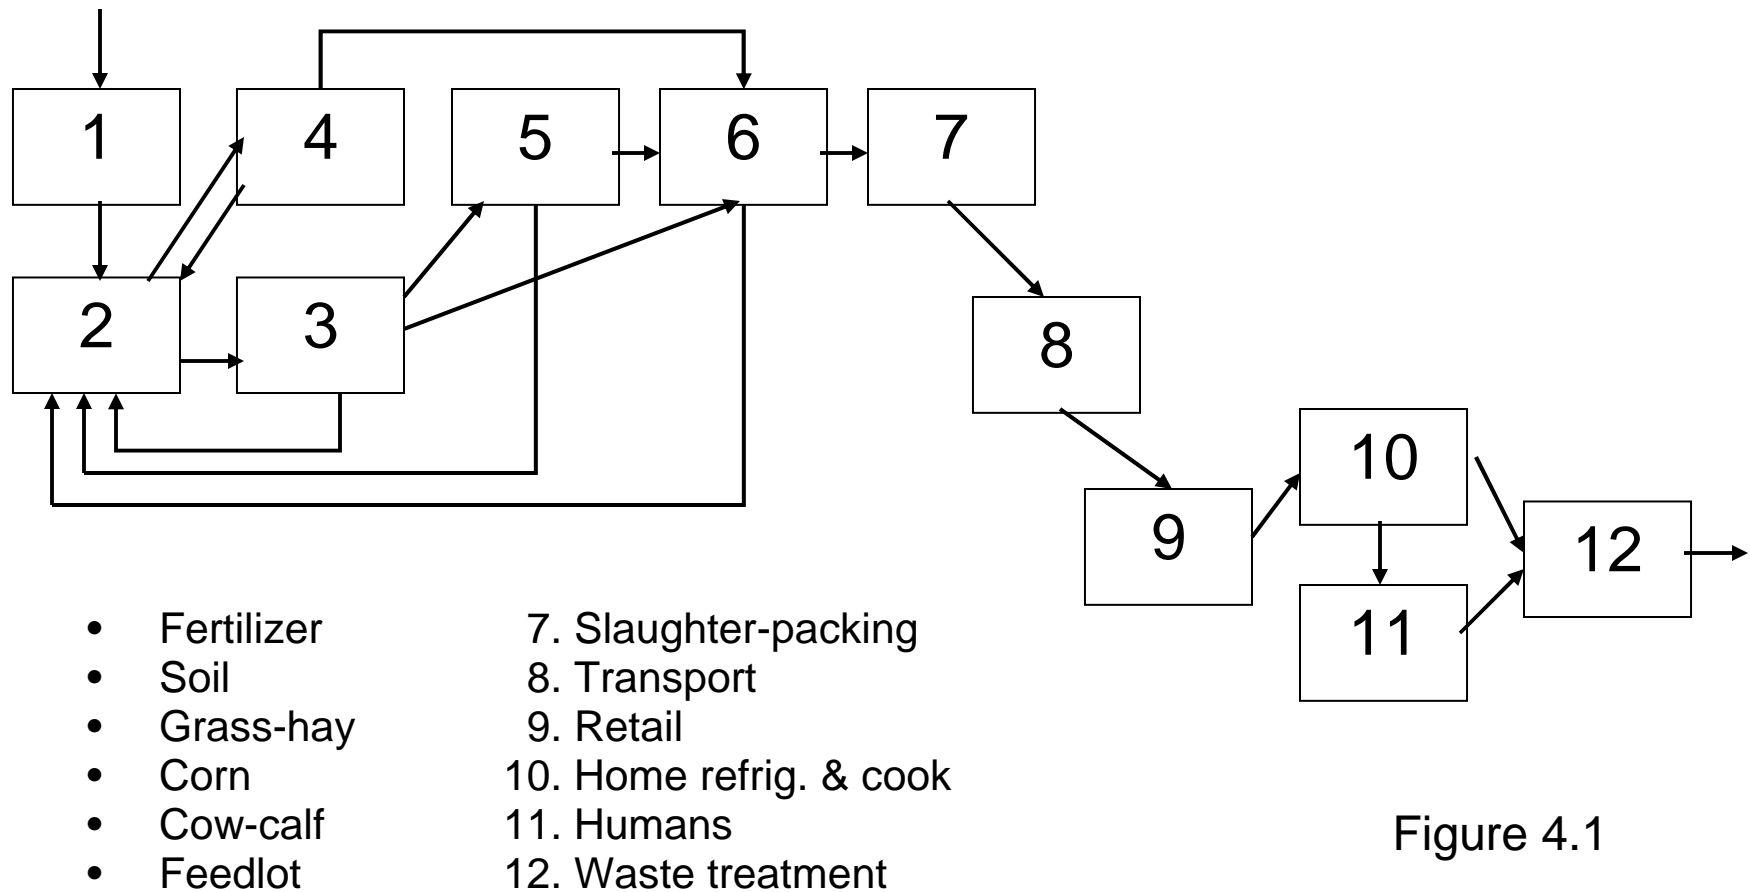 1
4
5
6
7
2
3
8
10
9
12
11
• Fertilizer
• Soil
• Grass-hay
• Corn
• Cow-calf
• Feedlot
7. Slaughter-packing
8. Transport
9. Retail
10. Home refrig. & cook
11. Humans
12. Waste treatment
Figure 4.1